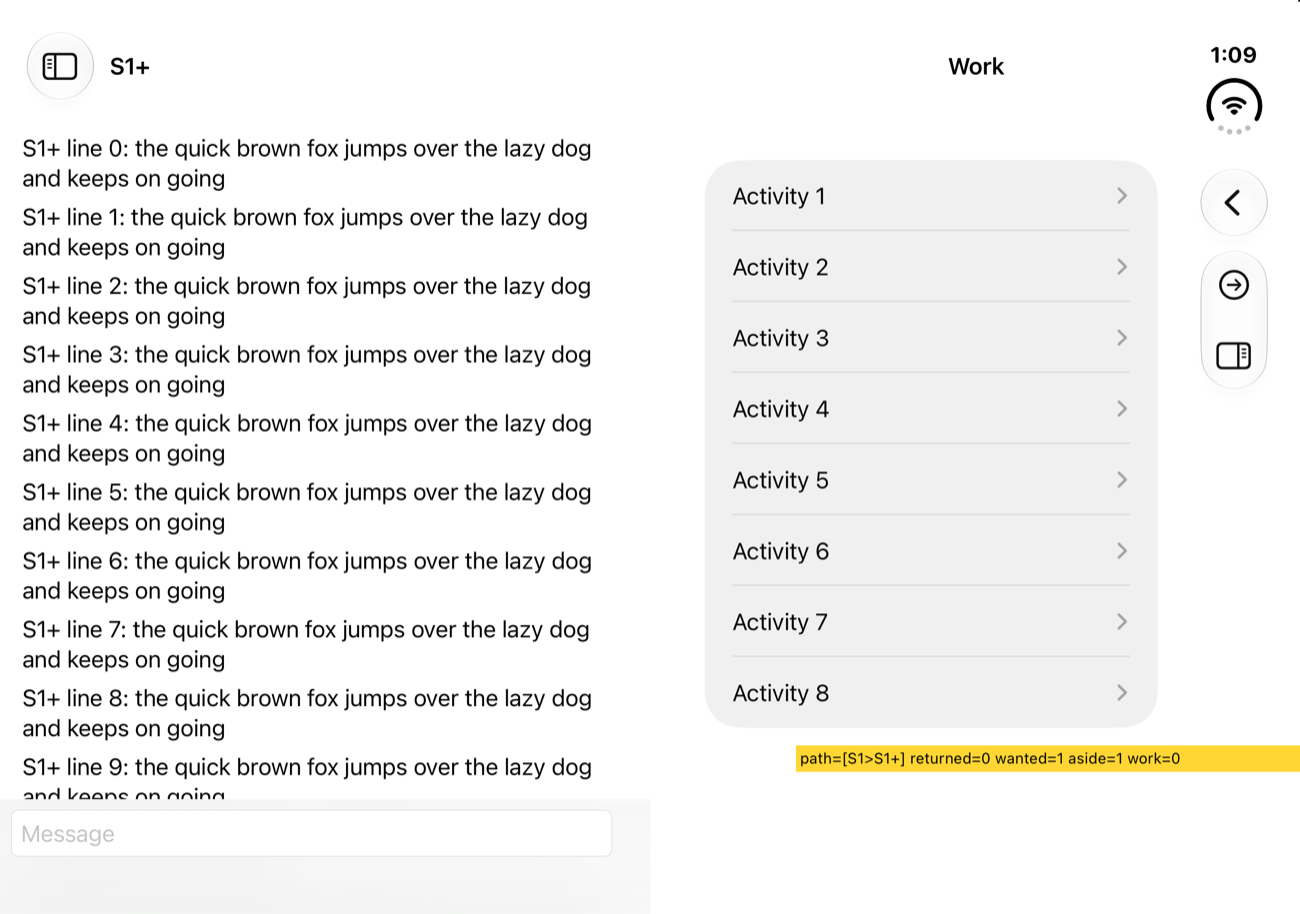 S1+
S1+ line 0: the quick brown fox jumps over the lazy dog
and keeps on going
S1+ line 1: the quick brown fox jumps over the lazy dog
and keeps on going
S1+ line 2: the quick brown fox jumps over the lazy dog
and keeps on going
S1+ line 3: the quick brown fox jumps over the lazy dog
and keeps on going
S1+ line 4: the quick brown fox jumps over the lazy dog
and keeps on going
S1+ line 5: the quick brown fox jumps over the lazy dog
and keeps on going
S1+ line 6: the quick brown fox jumps over the lazy dog
and keeps on going
S1+ line 7: the quick brown fox jumps over the lazy dog
and keeps on going
S1+ line 8: the quick brown fox jumps over the lazy dog
and keeps on going
S1+ line 9: the quick brown fox jumps over the lazy dog
and keeps on going
Message
Work
Activity 1
Activity 2
Activity 3
Activity 4
Activity 5
Activity 6
Activity 7
Activity 8
path=[S1>S1+] returned=0 wanted=1 aside=1 work=0
1:09